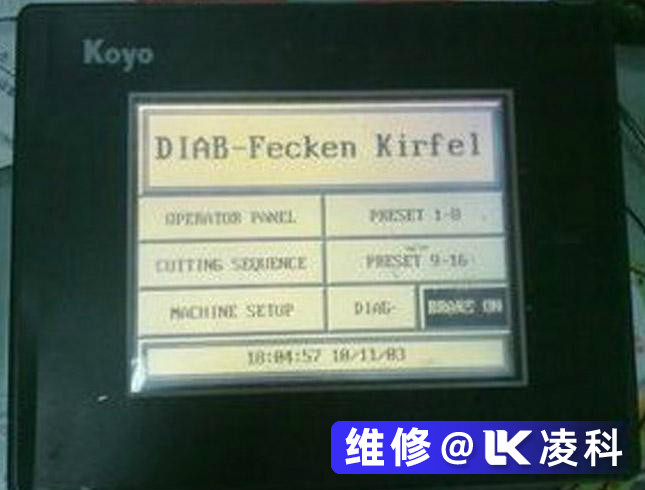 Koyo
DIAB-Fecken Kirfel
OPERATOR PANEL
PRESET 1-8
CUTTING SEQUENCE
PRESET 9-16
MACHINE SETUP
DIAG-
ON
18:04:57 10/11/03
维修@LK凌科